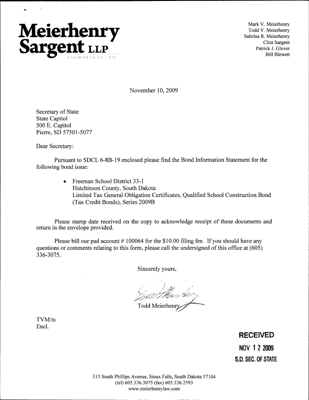 Meierhenry
Sargent LLP
Mark V. Meierhenry
Todd V. Meierhenry
Sabrina R. Meierhenry
Clint Sargent
Patrick J. Glover
Bill Blewett
November 10, 2009
Secretary of State
State Capitol
500 E. Capitol
Pierre, SD 57501-5077
Dear Secretary:
Pursuant to SDCL 6-8B-19 enclosed please find the Bond Information Statement for the
following bond issue:
• Freeman School District 33-1
Hutchinson County, South Dakota
Limited Tax General Obligation Certificates, Qualified School Construction Bond
(Tax Credit Bonds), Series 2009B
Please stamp date received on the copy to acknowledge receipt of these documents and
return in the envelope provided.
Please bill our pad account # 100064 for the $10.00 filing fee. If you should have any
questions or comments relating to this form, please call the undersigned of this office at (605)
336-3075.
Sincerely yours,
Todd Meierhenry
TVM:ts
Encl.
RECEIVED
NOV 12 2009
S.D. SEC. OF STATE
315 South Phillips Avenue, Sioux Falls, South Dakota 57104
(tel) 605.336.3075 (fax) 605.336.2593
www.meierhenrylaw.com